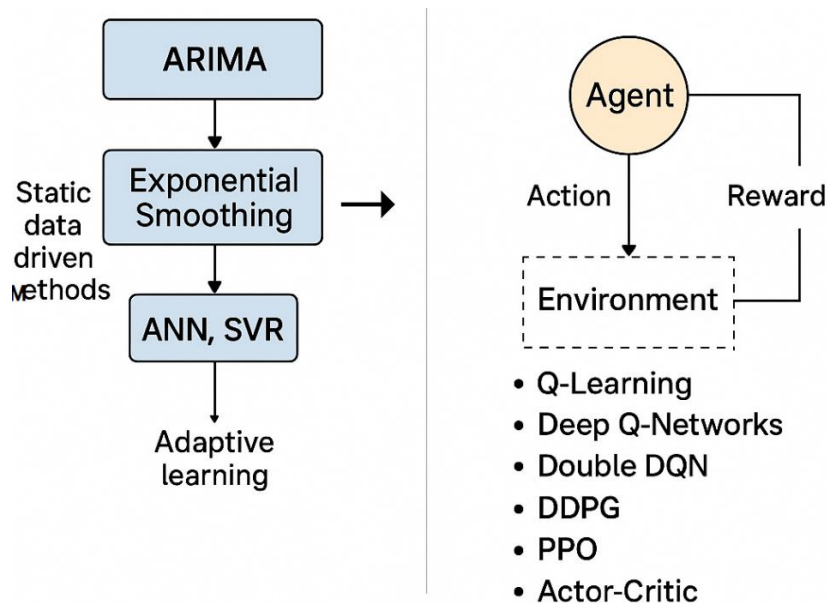 ARIMA
Exponential
Smoothing
Static
data
driven
methods
ANN, SVR
Adaptive
learning
Agent
Action
Reward
Environment
• Q-Learning
• Deep Q-Networks
• Double DQN
• DDPG
• PPO
• Actor-Critic